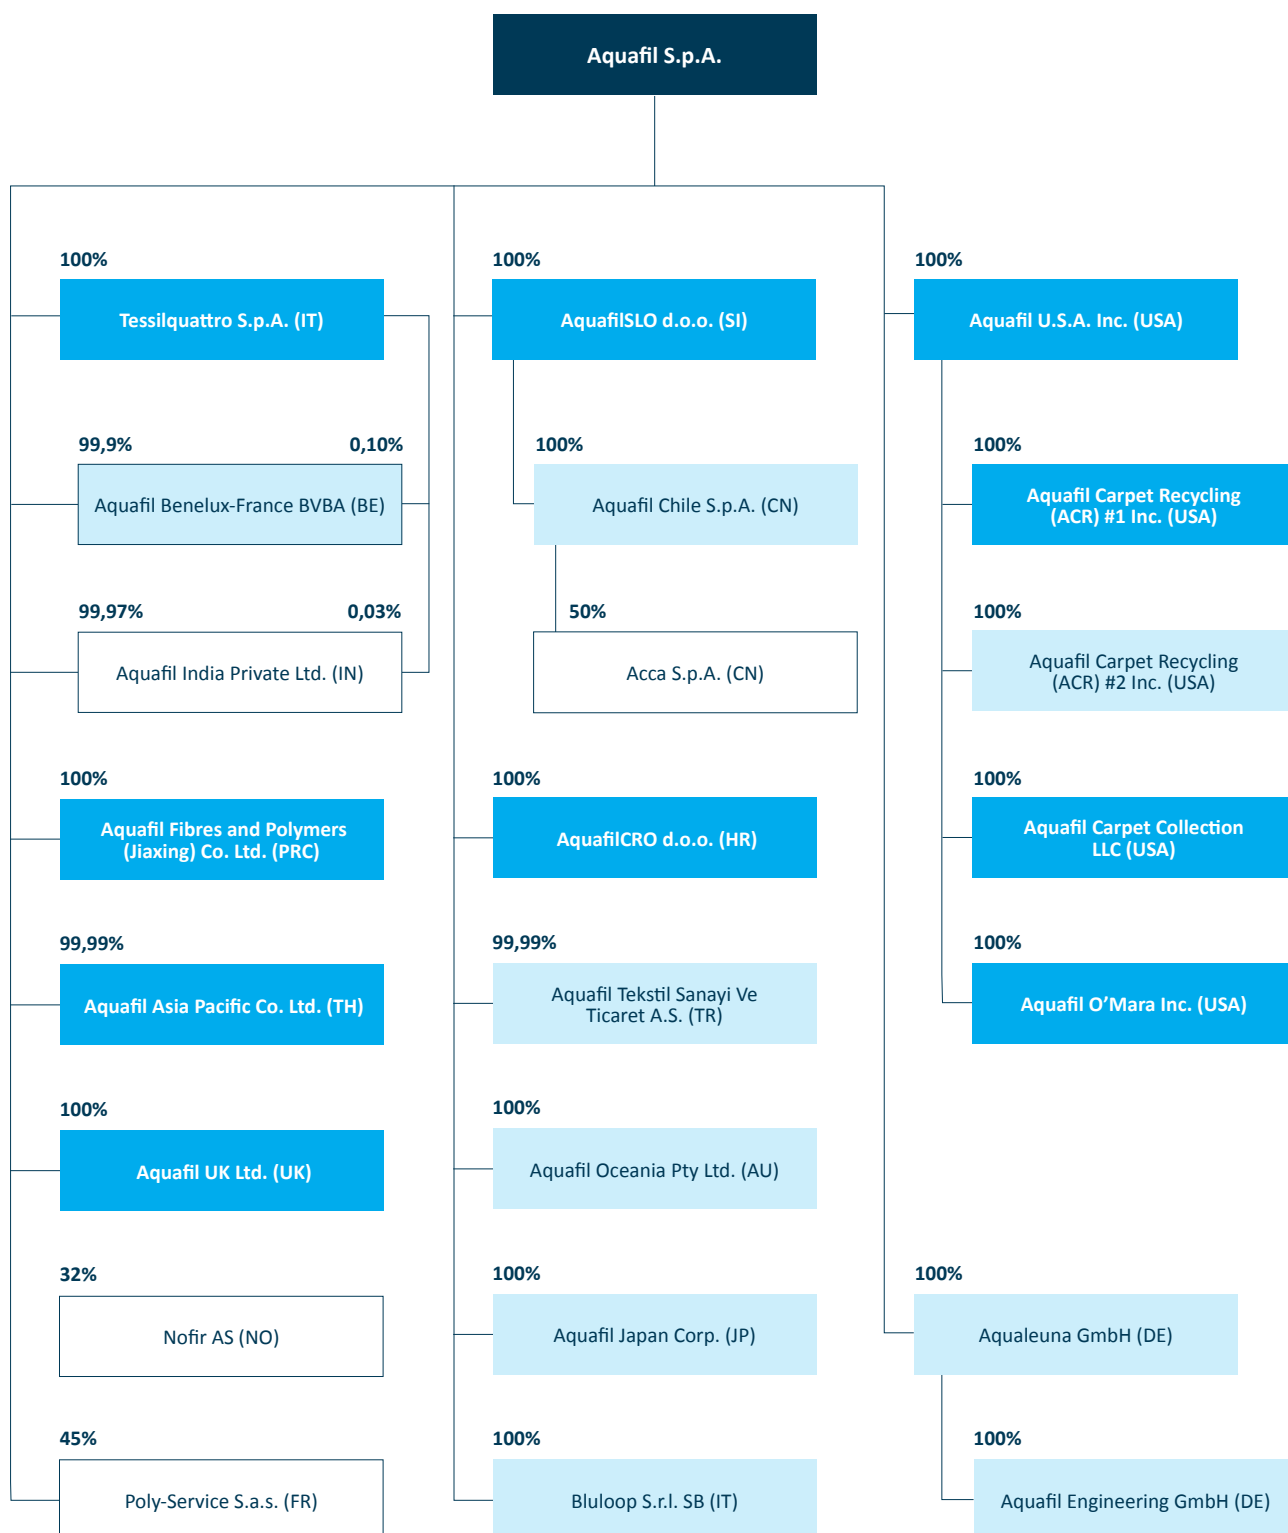 Aquafil S.p.A.
100%
Tessilquattro S.p.A. (IT)
99,9%
0,10%
Aquafil Benelux-France BVBA (BE)
99,97%
0,03%
Aquafil India Private Ltd. (IN)
100%
Aquafil Fibres and Polymers
(Jiaxing) Co. Ltd. (PRC)
99,99%
Aquafil Asia Pacific Co. Ltd. (TH)
100%
Aquafil UK Ltd. (UK)
32%
Nofir AS (NO)
45%
Poly-Service S.a.s. (FR)
100%
AquafilSLO d.o.o. (SI)
100%
Aquafil Chile S.p.A. (CN)
50%
Acca S.p.A. (CN)
100%
AquafilCRO d.o.o. (HR)
99,99%
Aquafil Tekstil Sanayi Ve
Ticaret A.S. (TR)
100%
Aquafil Oceania Pty Ltd. (AU)
100%
Aquafil Japan Corp. (JP)
100%
Bluloop S.r.l. SB (IT)
100%
Aquafil U.S.A. Inc. (USA)
100%
Aquafil Carpet Recycling
(ACR) #1 Inc. (USA)
100%
Aquafil Carpet Recycling
(ACR) #2 Inc. (USA)
100%
Aquafil Carpet Collection
LLC (USA)
100%
Aquafil O’Mara Inc. (USA)
100%
Aqualeuna GmbH (DE)
100%
Aquafil Engineering GmbH (DE)